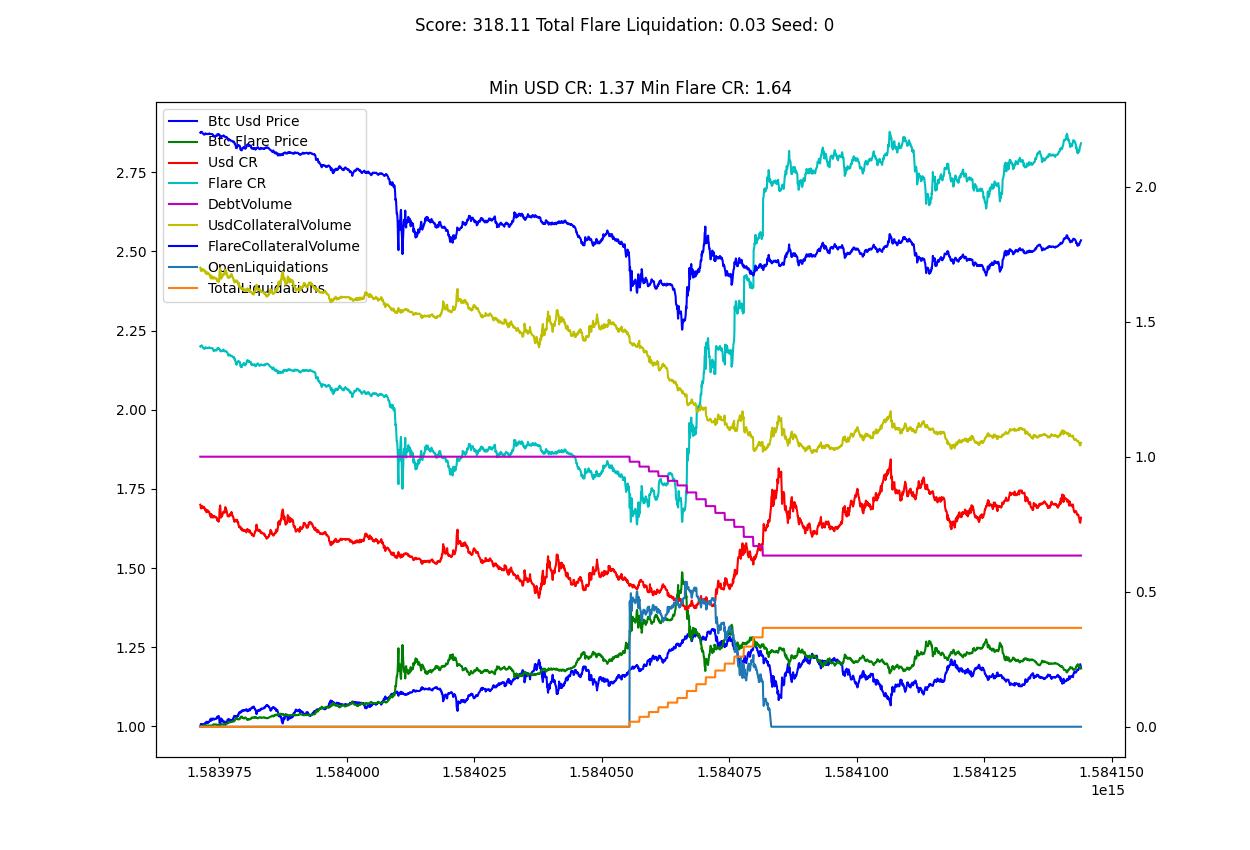 Score: 318.11 Total Flare Liquidation: 0.03 Seed: 0
Min USD CR: 1.37 Min Flare CR: 1.64
Btc Usd Price
Btc Flare Price
Usd CR
Flare CR
DebtVolume
UsdCollateralVolume
FlareCollateralVolume
OpenLiquidations
TotalLiquidations
2.75
2.50
2.25
2.00
1.75
1.50
1.25
1.00
2.0
1.5
1.0
0.5
0.0
1.583975 1.584000 1.584025 1.584050 1.584075 1.584100 1.584125 1.584150
1e15